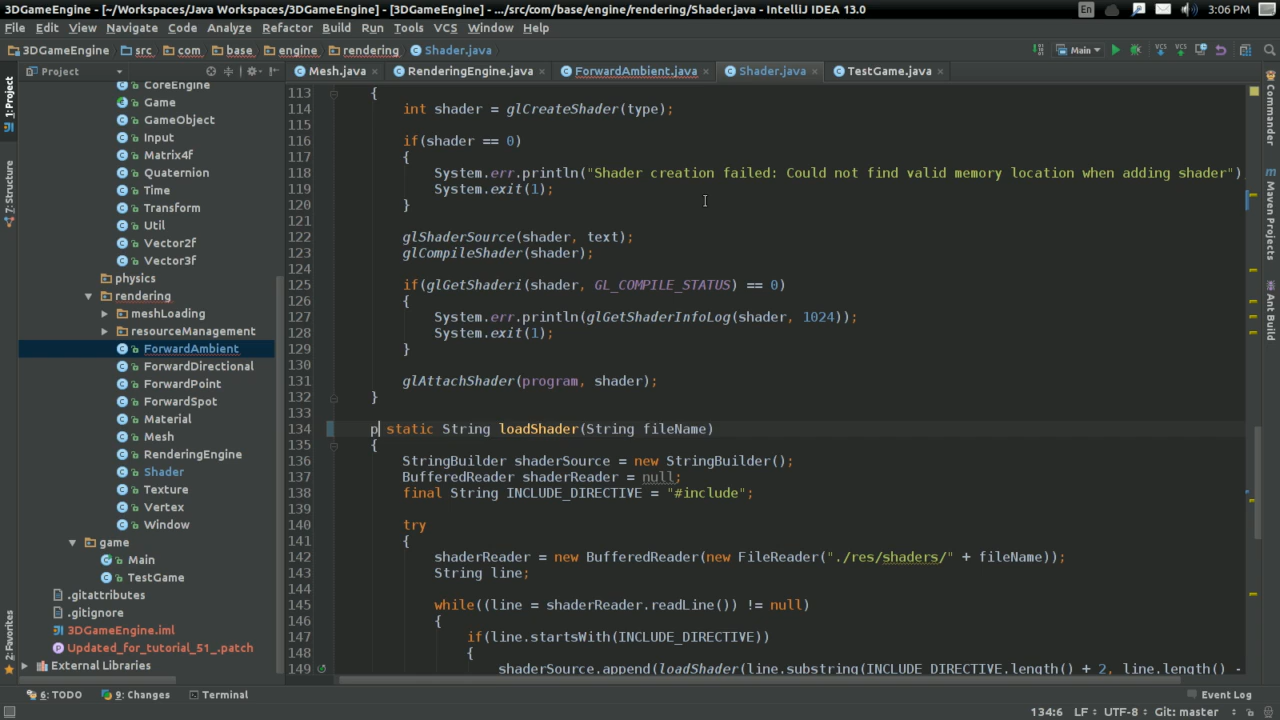 3DGameEngine - [~/Workspaces/Java Workspaces/3DGameEngine] - [3DGameEngine] - .../src/com/base/engine/rendering/Shader.java - IntelliJ IDEA 13.0
En
3:06 PM
File Edit View Navigate Code Analyze Refactor Build Run Tools VCS Window Help
3DGameEngine src com base engine rendering Shader.java
Main
Project
Mesh.java RenderingEngine.java ForwardAmbient.java Shader.java TestGame.java
1: Project
7: Structure
2: Favorites
CoreEngine
Game
GameObject
Input
Matrix4f
Quaternion
Time
Transform
Util
Vector2f
Vector3f
physics
rendering
meshLoading
resourceManagement
ForwardAmbient
ForwardDirectional
ForwardPoint
ForwardSpot
Material
Mesh
RenderingEngine
Shader
Texture
Vertex
Window
game
Main
TestGame
.gitattributes
.gitignore
3DGameEngine.iml
Updated_for_tutorial_51_.patch
External Libraries
113 {
114 int shader = glCreateShader(type);
115
116 if(shader == 0)
117 {
118 System.err.println("Shader creation failed: Could not find valid memory location when adding shader")
119 System.exit(1);
120 }
121
122 glShaderSource(shader, text);
123 glCompileShader(shader);
124
125 if(glGetShaderi(shader, GL_COMPILE_STATUS) == 0)
126 {
127 System.err.println(glGetShaderInfoLog(shader, 1024));
128 System.exit(1);
129 }
130
131 glAttachShader(program, shader);
132 }
133
134 p static String loadShader(String fileName)
135 {
136 StringBuilder shaderSource = new StringBuilder();
137 BufferedReader shaderReader = null;
138 final String INCLUDE_DIRECTIVE = "#include";
139
140 try
141 {
142 shaderReader = new BufferedReader(new FileReader("./res/shaders/" + fileName));
143 String line;
144
145 while((line = shaderReader.readLine()) != null)
146 {
147 if(line.startsWith(INCLUDE_DIRECTIVE))
148 {
149 shaderSource.append(loadShader(line.substring(INCLUDE_DIRECTIVE.length() + 2, line.length() -
Commander
Maven Projects
Ant Build
6: TODO 9: Changes Terminal Event Log
134:6 LF UTF-8 Git: master